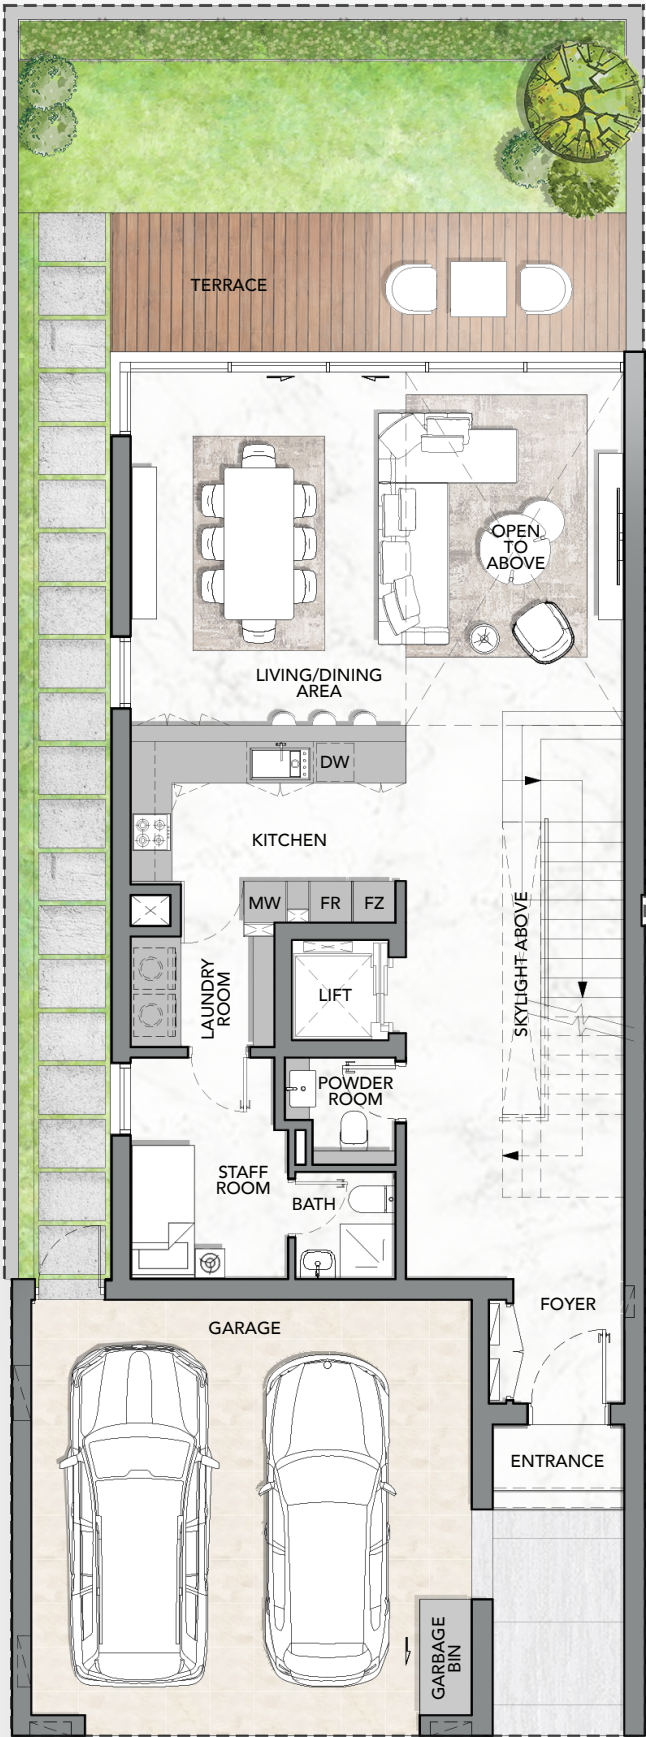 TERRACE
OPEN
TO
ABOVE
LIVING/DINING
AREA
DW
KITCHEN
MW
FR
FZ
SKYLIGHT ABOVE
LAUNDRY
ROOM
LIFT
POWDER
ROOM
STAFF
ROOM
BATH
FOYER
GARAGE
ENTRANCE
GARBAGE
BIN